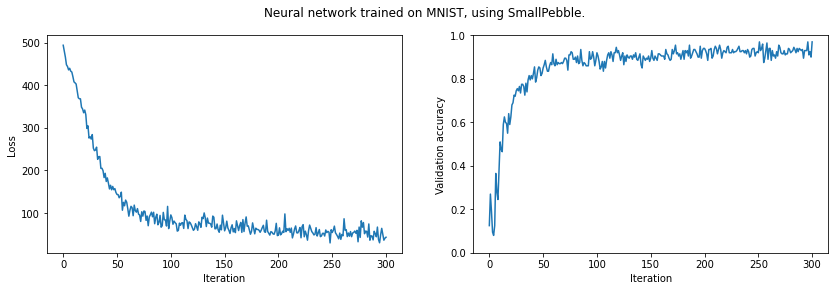 Neural network trained on MNIST, using SmallPebble.
Loss
500
400
300
200
100
0 50 100 150 200 250 300
Iteration
Validation accuracy
1.0
0.8
0.6
0.4
0.2
0.0
0 50 100 150 200 250 300
Iteration